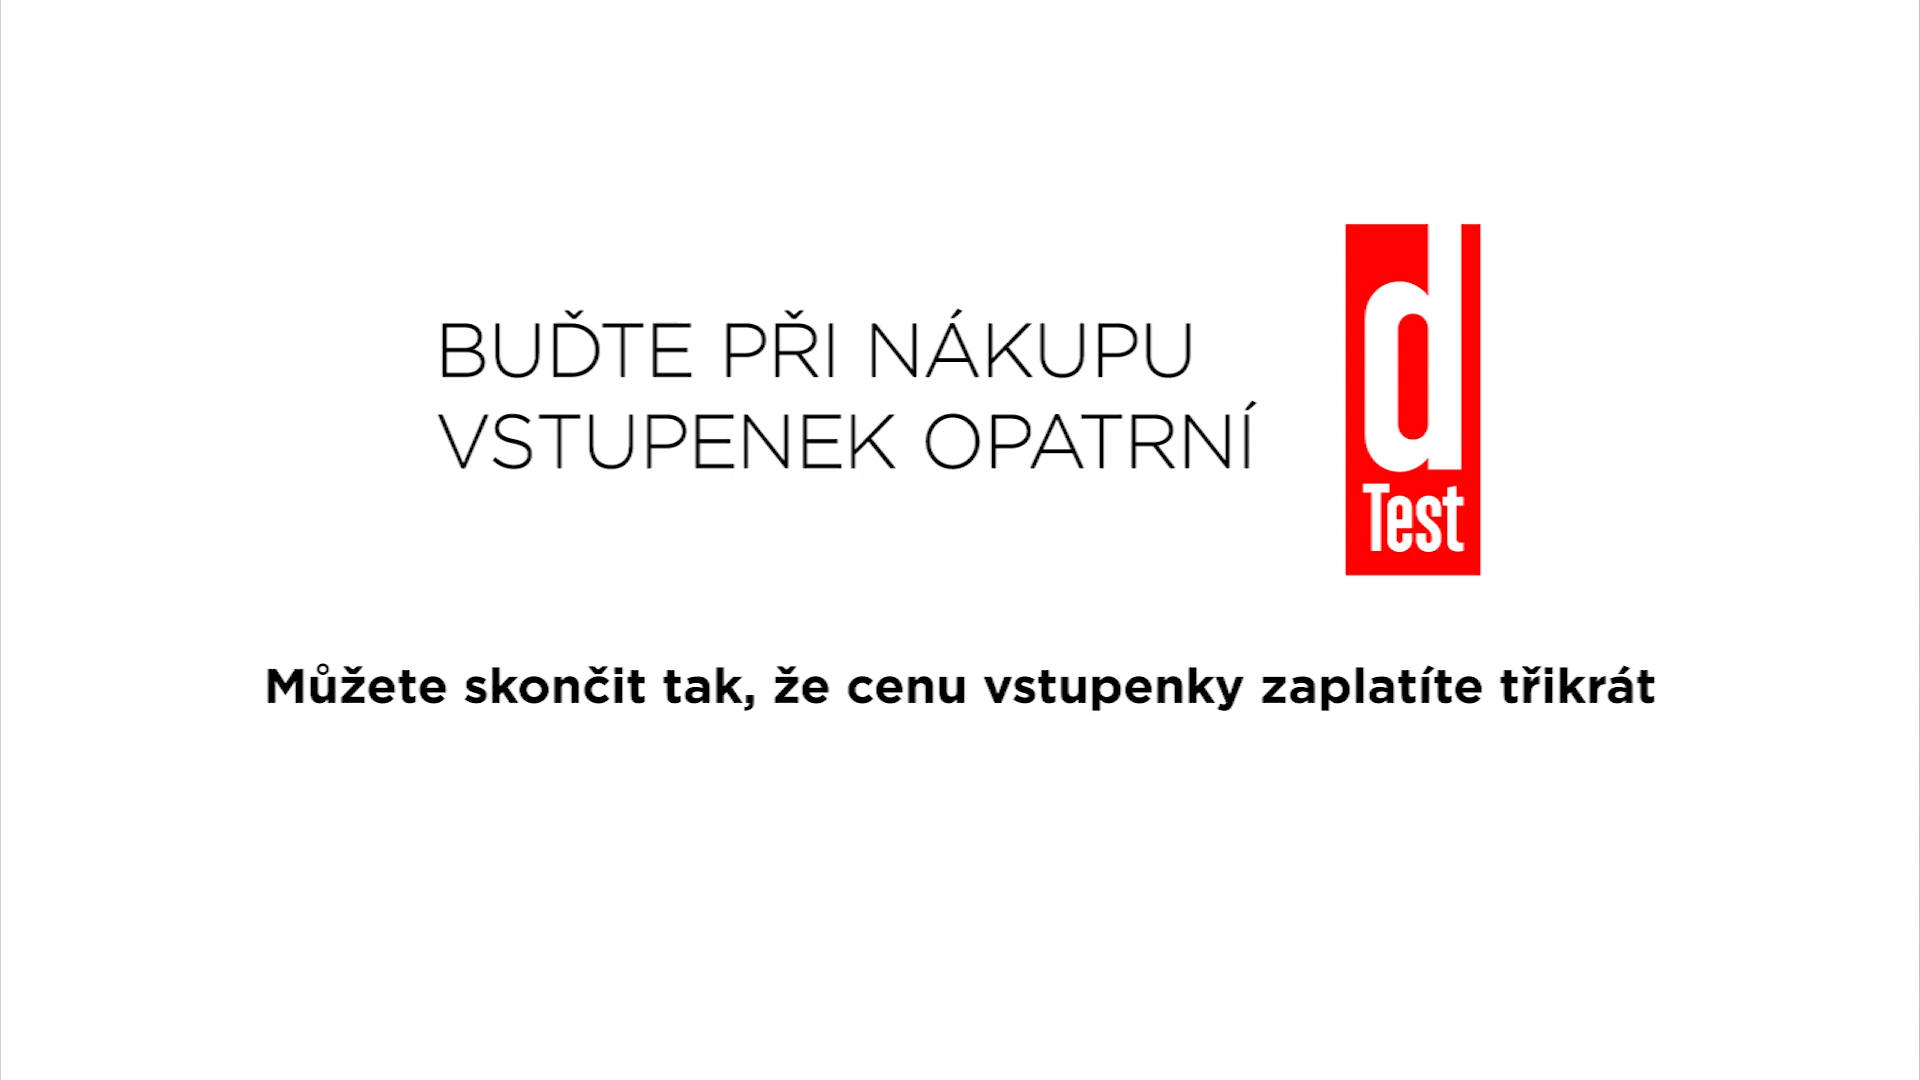 BUĎTE PŘI NÁKUPU
VSTUPENEK OPATRNÍ
d
Test
Můžete skončit tak, že cenu vstupenky zaplatíte třikrát